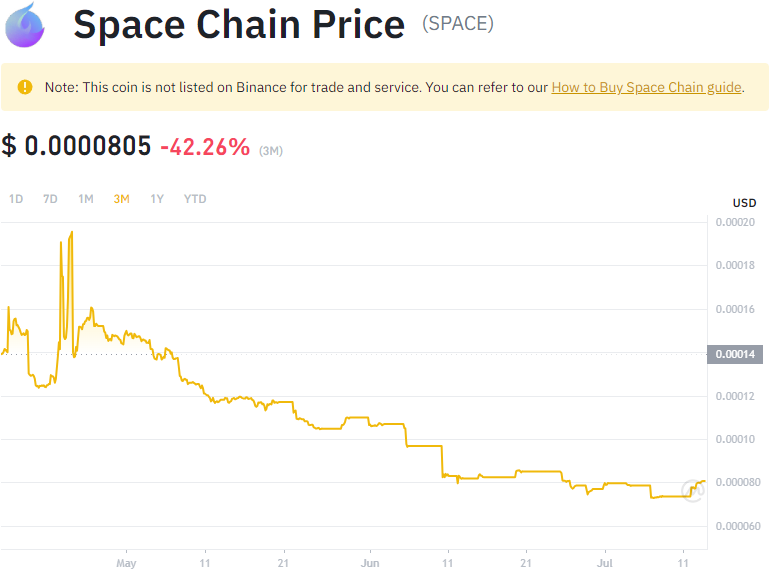 Space Chain Price (SPACE)
Note: This coin is not listed on Binance for trade and service. You can refer to our How to Buy Space Chain guide.
$ 0.0000805 -42.26% (3M)
1D 7D 1M 3M 1Y YTD
USD
0.00020
0.00018
0.00016
0.00014
0.00012
0.00010
0.000080
0.000060
May 11 21 Jun 11 21 Jul 11